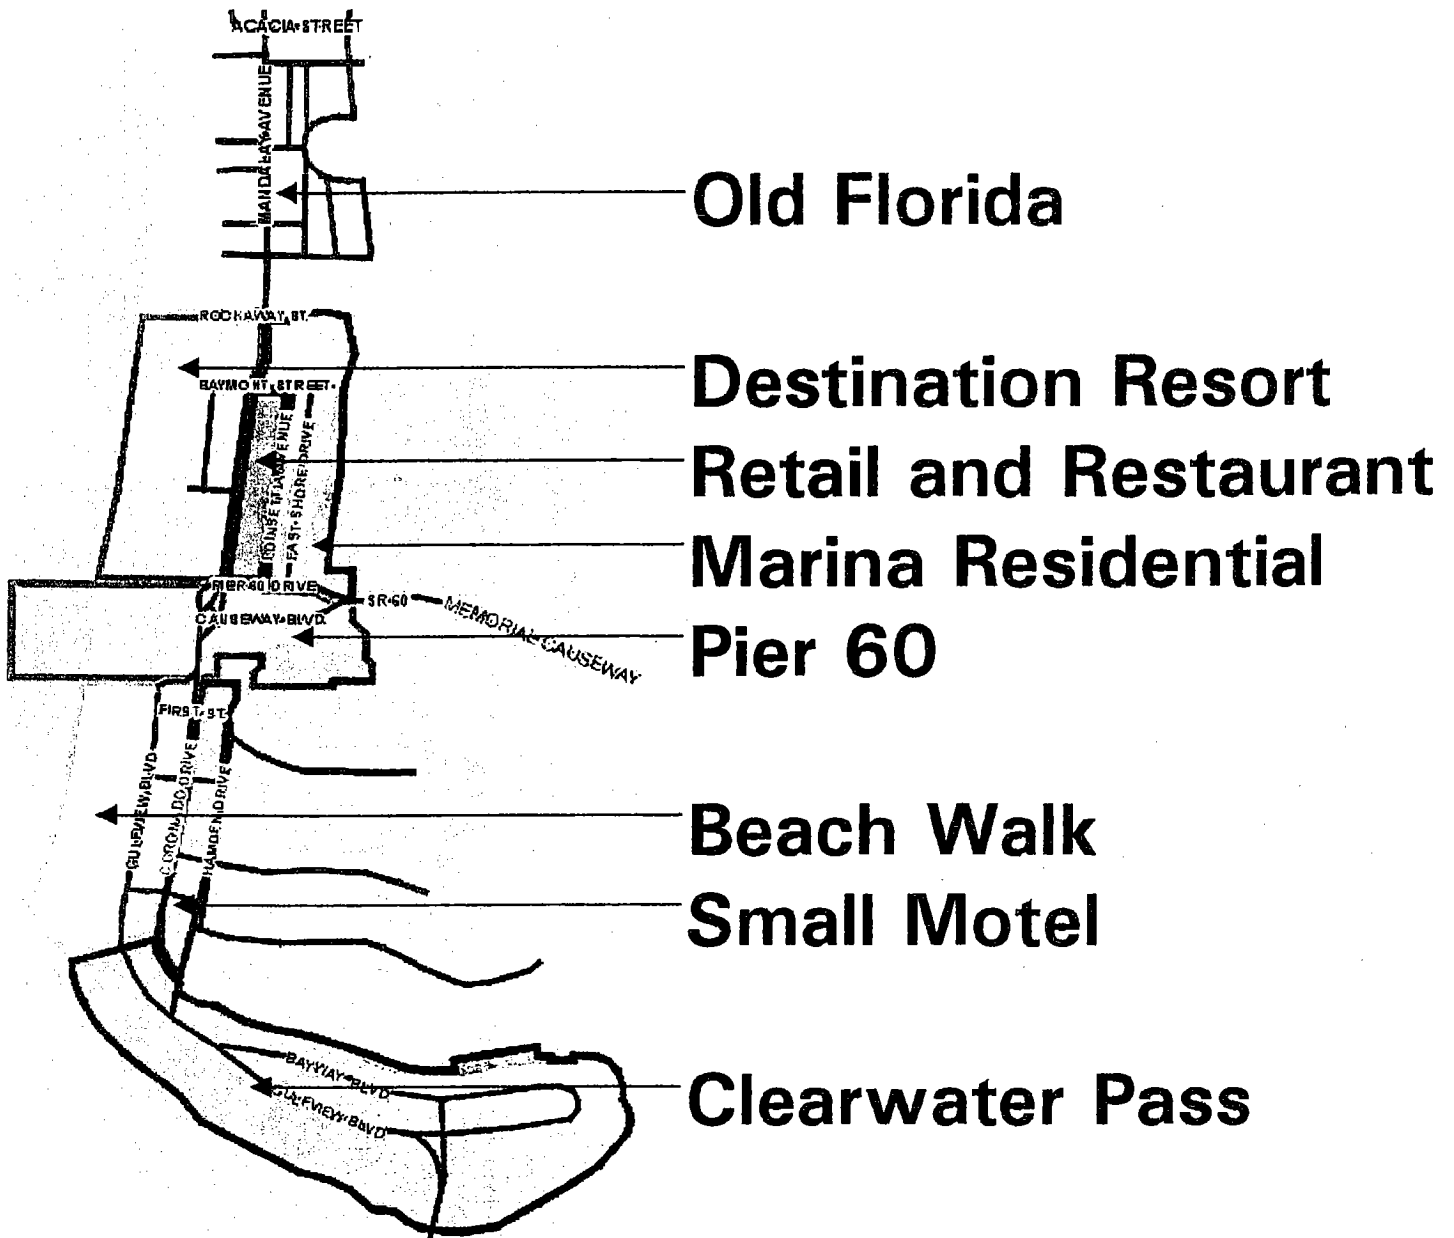 ACACIA STREET
MANDALAY AVENUE
Old Florida
ROCKAWAY ST.
Destination Resort
BAYMONT STREET
Retail and Restaurant
POINSETTIA AVENUE
EAST SHORE DRIVE
Marina Residential
PIER 60 DRIVE
SR 60
MEMORIAL CAUSEWAY
CAUSEWAY BLVD.
Pier 60
FIRST ST.
GULFVIEW BLVD
CORONADO DRIVE
HAMDEN DRIVE
Beach Walk
Small Motel
BAYWAY BLVD.
GULFVIEW BLVD.
Clearwater Pass